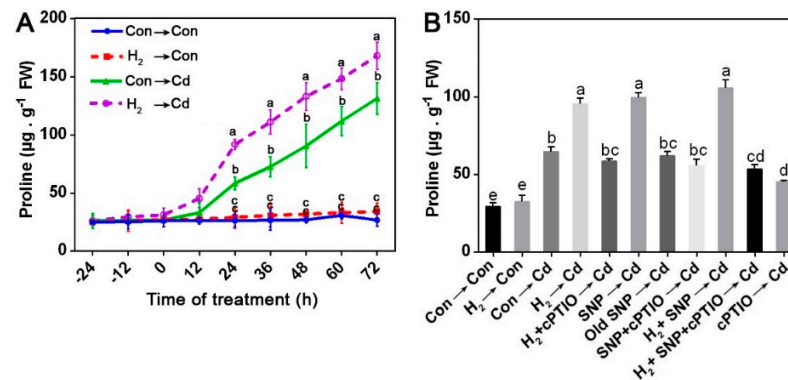 A
Proline (µg . g⁻¹ FW)
200
150
100
50
0
Con → Con
H₂ → Con
Con → Cd
H₂ → Cd
a
a
a
a
a
b
b
b
b
b
c
c
c
c
c
c
c
c
c
c
-24
-12
0
12
24
36
48
60
72
Time of treatment (h)
B
Proline (µg . g⁻¹ FW)
150
100
50
0
e
e
b
a
bc
a
bc
bc
a
cd
d
Con → Con
H₂ → Con
Con → Cd
H₂ → Cd
H₂+cPTIO → Cd
SNP → Cd
Old SNP → Cd
SNP+cPTIO → Cd
H₂+ SNP → Cd
H₂+ SNP+cPTIO → Cd
cPTIO → Cd